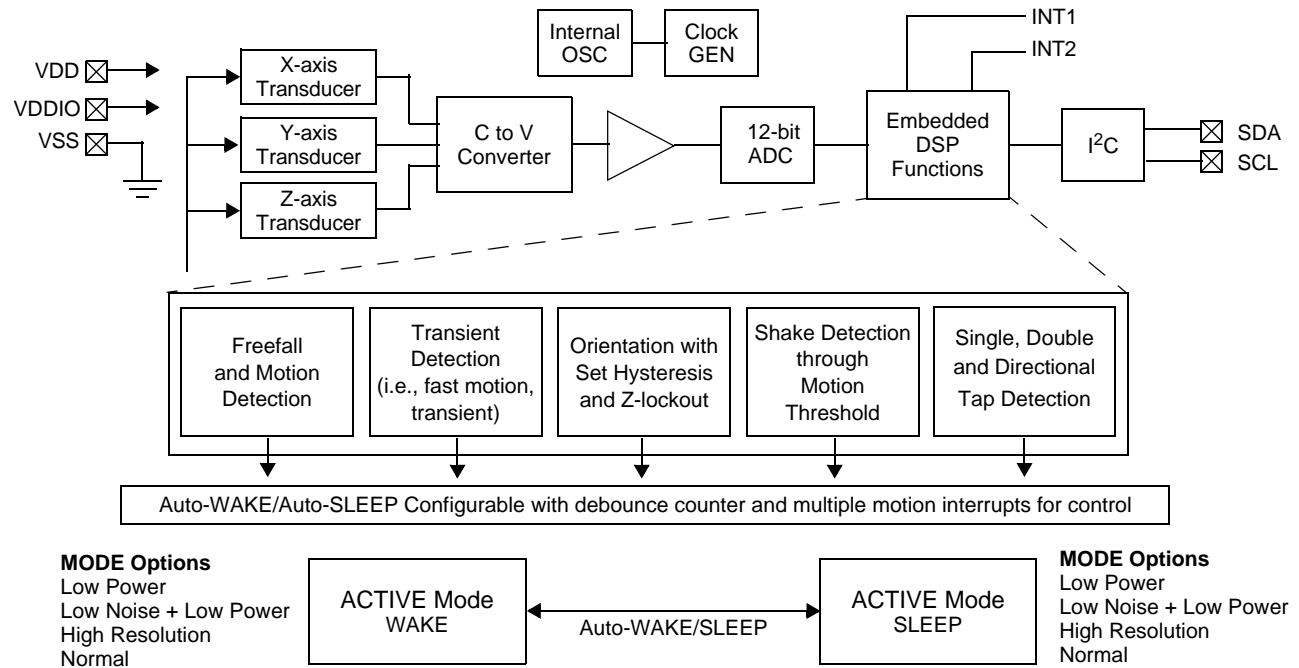 INT1
INT2
Internal
OSC
Clock
GEN
VDD
VDDIO
VSS
X-axis
Transducer
Y-axis
Transducer
Z-axis
Transducer
C to V
Converter
12-bit
ADC
Embedded
DSP
Functions
I²C
SDA
SCL
Freefall
and Motion
Detection
Transient
Detection
(i.e., fast motion,
transient)
Orientation with
Set Hysteresis
and Z-lockout
Shake Detection
through
Motion
Threshold
Single, Double
and Directional
Tap Detection
Auto-WAKE/Auto-SLEEP Configurable with debounce counter and multiple motion interrupts for control
MODE Options
Low Power
Low Noise + Low Power
High Resolution
Normal
ACTIVE Mode
WAKE
Auto-WAKE/SLEEP
ACTIVE Mode
SLEEP
MODE Options
Low Power
Low Noise + Low Power
High Resolution
Normal